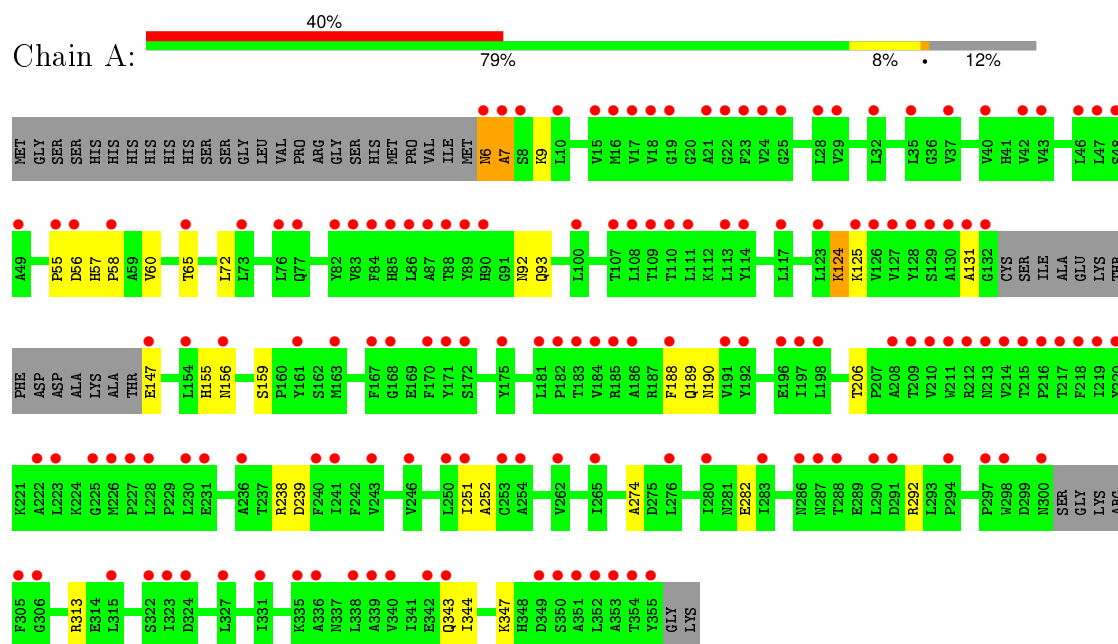 Chain A:
40%
79% 8% • 12%
MET GLY SER SER HIS HIS HIS HIS HIS HIS SER SER GLY LEU VAL PRO ARG GLY SER HIS MET PRO VAL ILE MET N6 A7 S8 K9 L10 V15 M16 V17 V18 G19 G20 A21 G22 F23 V24 G25 L28 V29 L32 L35 G36 V37 V40 H41 V42 V43 L46 L47 S48
A49 P55 D56 H57 P58 A59 V60 T65 L72 L73 L76 Q77 Y82 V83 F84 H85 L86 A87 T88 Y89 H90 G91 N92 Q93 L100 T107 L108 T109 T110 L111 K112 L113 Y114 L117 L123 K124 K125 V126 V127 Y128 S129 A130 A131 G132 CYS SER ILE ALA GLU LYS THR
PHE ASP ASP ALA LYS ALA THR E147 L154 H155 N156 S159 P160 Y161 S162 M163 F167 G168 E169 F170 Y171 S172 Y175 L181 P182 T183 V184 R185 A186 R187 F188 Q189 N190 V191 Y192 E196 I197 L198 T206 P207 A208 T209 V210 W211 R212 N213 V214 T215 P216 T217 F218 I219 Y220
K221 A222 L223 K224 G225 M226 P227 L228 P229 L230 E231 A236 T237 R238 D239 F240 I241 F242 V243 V246 L250 I251 A252 C253 A254 V262 I265 A274 D275 L276 I280 N281 E282 I283 N286 N287 T288 E289 L290 D291 R292 L293 P294 P297 W298 D299 N300 SER GLY LYS ARG
F305 G306 R313 E314 L315 S322 I323 D324 L327 I331 K335 A336 N337 L338 A339 V340 I341 E342 Q343 I344 K347 H348 D349 S350 A351 L352 A353 T354 Y355 GLY LYS